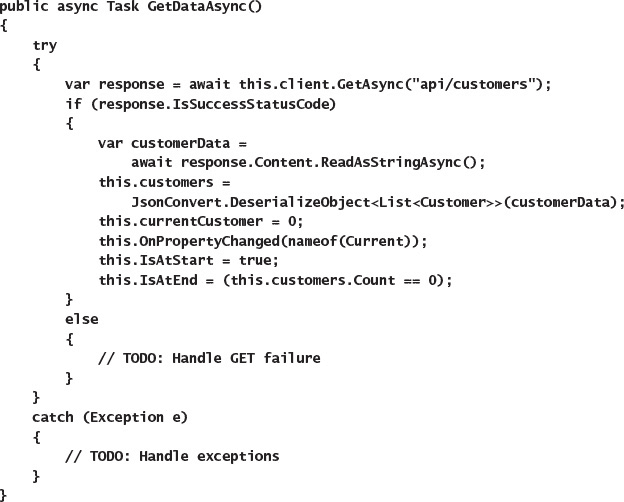 public async Task GetDataAsync()
{
    try
    {
        var response = await this.client.GetAsync("api/customers");
        if (response.IsSuccessStatusCode)
        {
            var customerData =
                await response.Content.ReadAsStringAsync();
            this.customers =
                JsonConvert.DeserializeObject<List<Customer>>(customerData);
            this.currentCustomer = 0;
            this.OnPropertyChanged(nameof(Current));
            this.IsAtStart = true;
            this.IsAtEnd = (this.customers.Count == 0);
        }
        else
        {
            // TODO: Handle GET failure
        }
    }
    catch (Exception e)
    {
        // TODO: Handle exceptions
    }
}